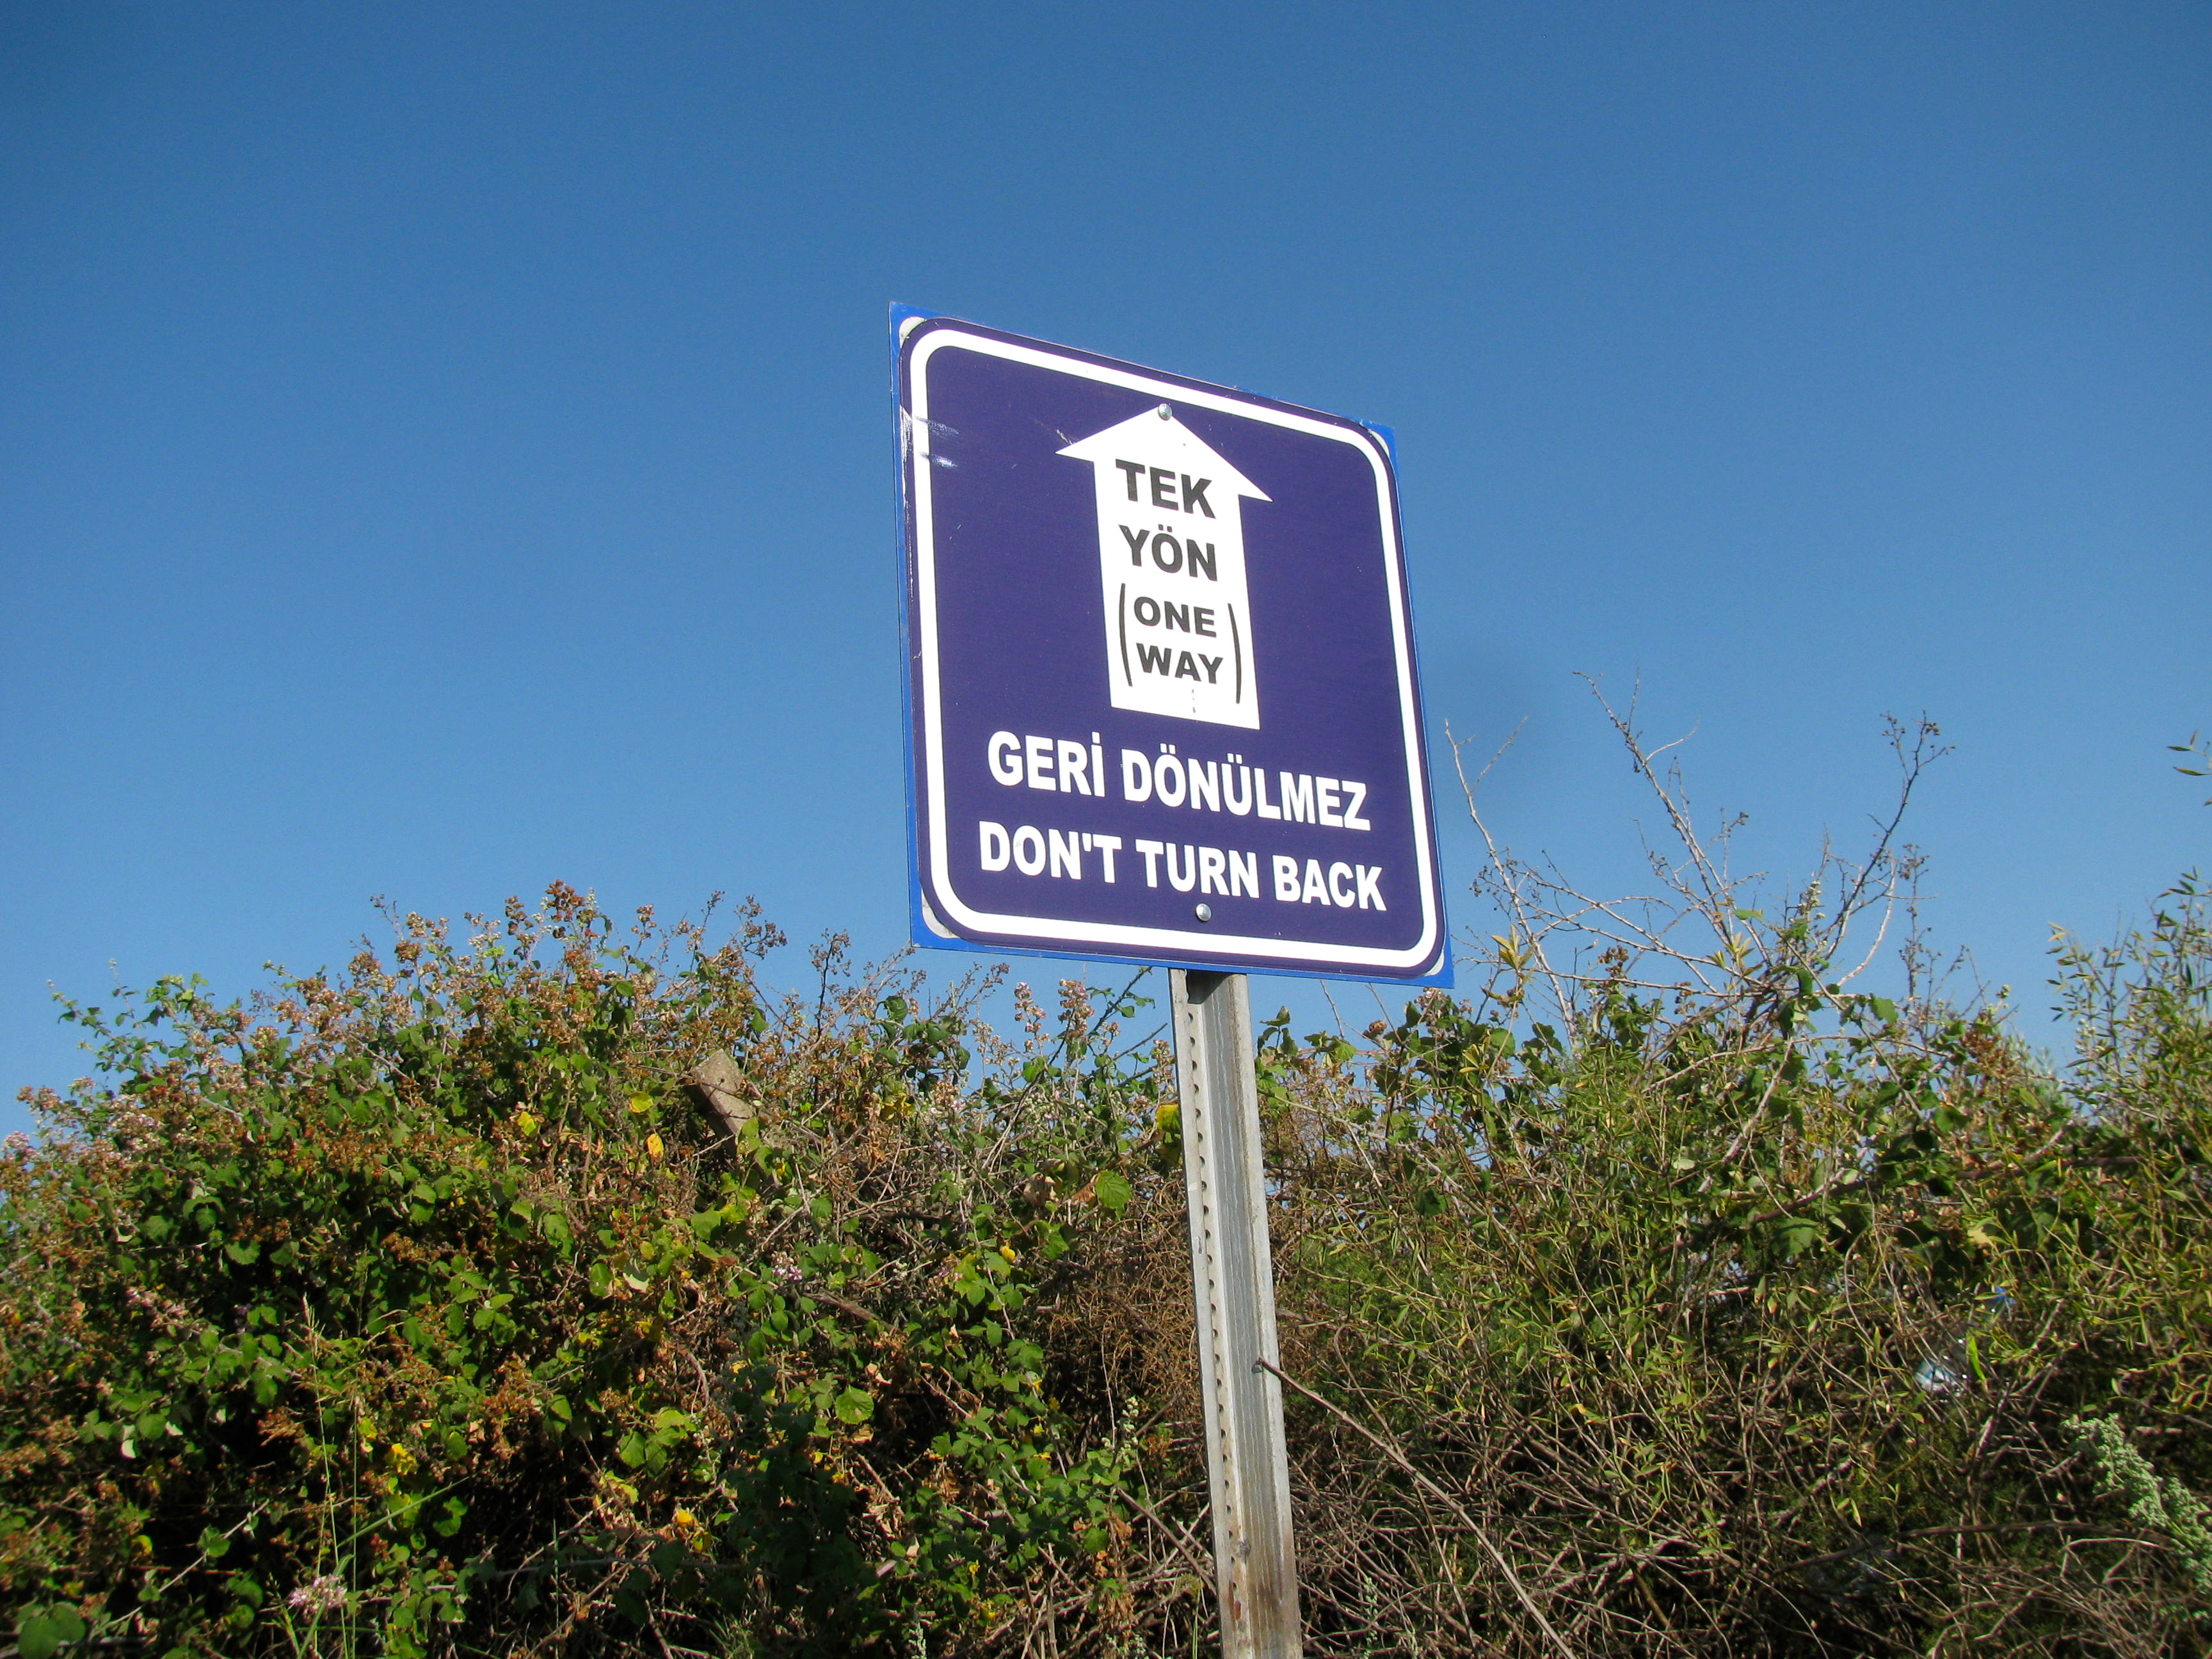 TEK
YÖN
(ONE
WAY)
GERİ DÖNÜLMEZ
DON'T TURN BACK